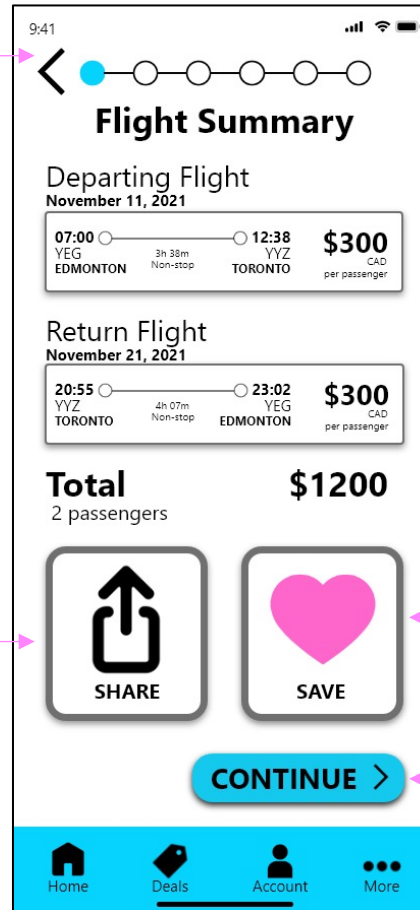 9:41
Flight Summary
Departing Flight
November 11, 2021
07:00 12:38 $300
YEG 3h 38m YYZ CAD
EDMONTON Non-stop TORONTO per passenger
Return Flight
November 21, 2021
20:55 23:02 $300
YYZ 4h 07m YEG CAD
TORONTO Non-stop EDMONTON per passenger
Total $1200
2 passengers
SHARE SAVE
CONTINUE
Home Deals Account More